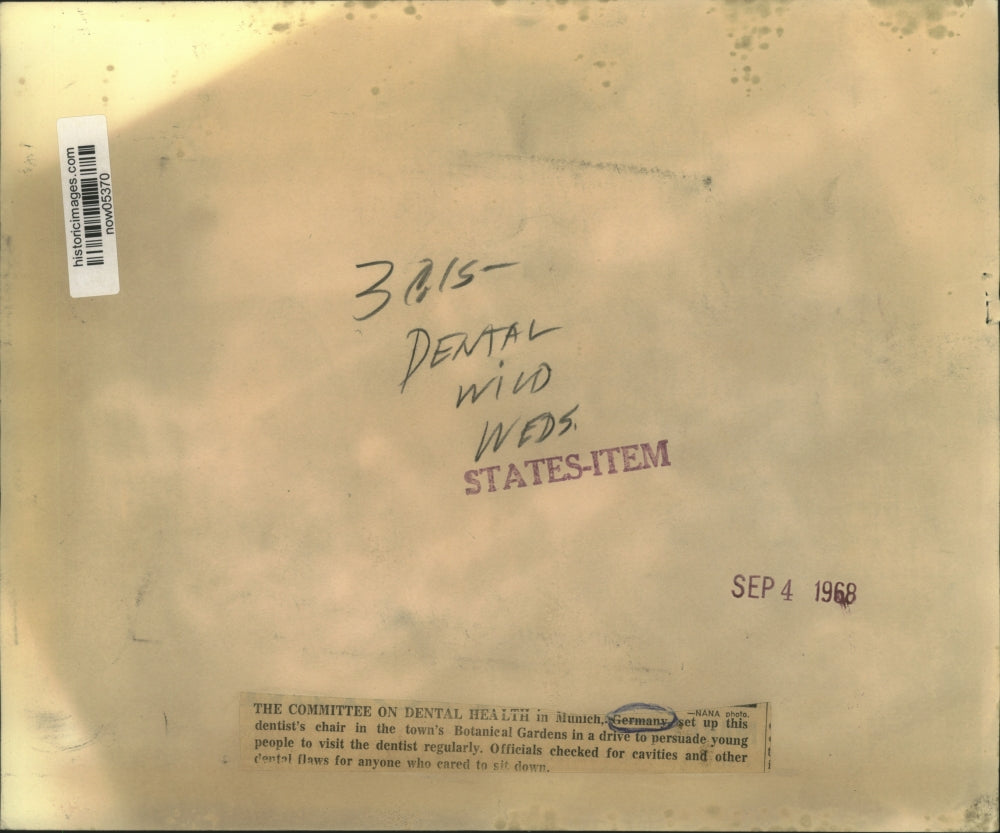 historicimages.com
now05370
3
DENTAL
WILD
WEDS.
STATES-ITEM
SEP 4 1968
—NANA photo.
THE COMMITTEE ON DENTAL HEALTH in Munich, Germany, set up this
dentist's chair in the town's Botanical Gardens in a drive to persuade young
people to visit the dentist regularly. Officials checked for cavities and other
dental flaws for anyone who cared to sit down.